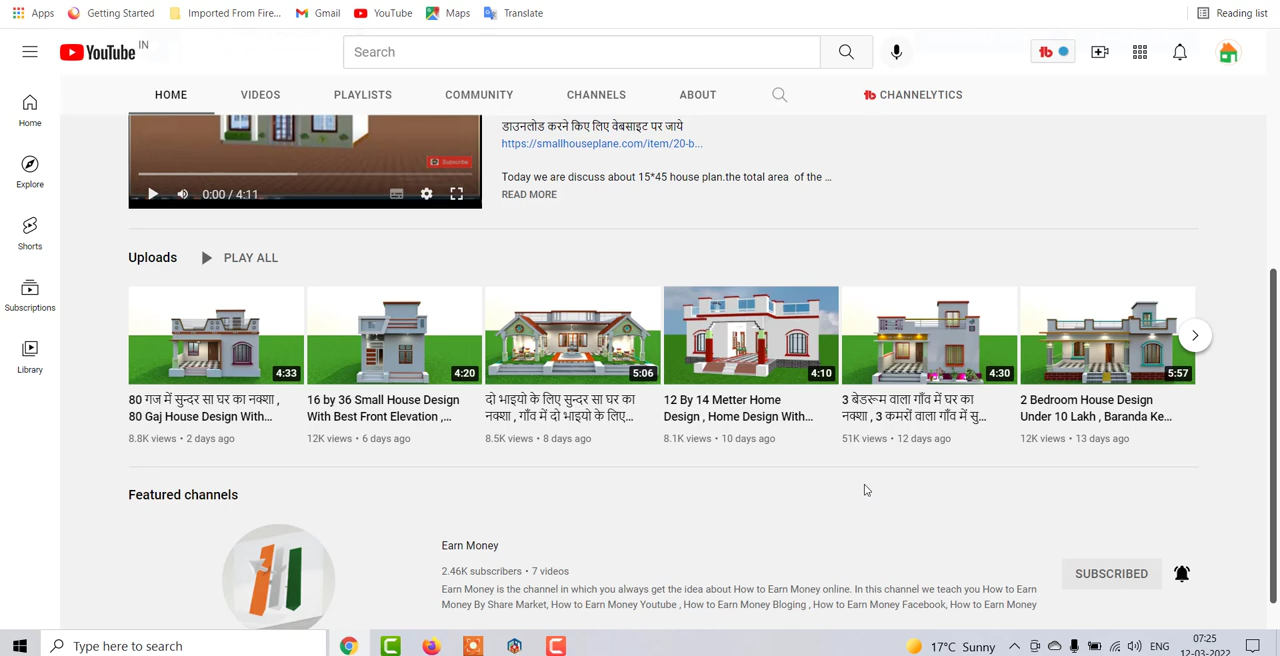 Apps Getting Started Imported From Fire... Gmail YouTube Maps Translate Reading list
YouTube IN Search
HOME VIDEOS PLAYLISTS COMMUNITY CHANNELS ABOUT CHANNELYTICS
Home
Explore
Shorts
Subscriptions
Library
डाउनलोड करने किए लिए वेबसाइट पर जाये
https://smallhouseplane.com/item/20-b...
Subscribe
Today we are discuss about 15*45 house plan.the total area of the ...
0:00 / 4:11
READ MORE
Uploads PLAY ALL
4:33
80 गज में सुन्दर सा घर का नक्शा ,
80 Gaj House Design With...
8.8K views • 2 days ago
4:20
16 by 36 Small House Design
With Best Front Elevation ,...
12K views • 6 days ago
5:06
दो भाइयो के लिए सुन्दर सा घर का
नक्शा , गाँव में दो भाइयो के लिए...
8.5K views • 8 days ago
4:10
12 By 14 Metter Home
Design , Home Design With...
8.1K views • 10 days ago
4:30
3 बेडरूम वाला गाँव में घर का
नक्शा , 3 कमरों वाला गाँव में सु...
51K views • 12 days ago
5:57
2 Bedroom House Design
Under 10 Lakh , Baranda Ke...
12K views • 13 days ago
Featured channels
Earn Money
2.46K subscribers • 7 videos
Earn Money is the channel in which you always get the idea about How to Earn Money online. In this channel we teach you How to Earn
Money By Share Market, How to Earn Money Youtube , How to Earn Money Bloging , How to Earn Money Facebook, How to Earn Money
SUBSCRIBED
Type here to search 17°C Sunny ENG 07:25
12-03-2022